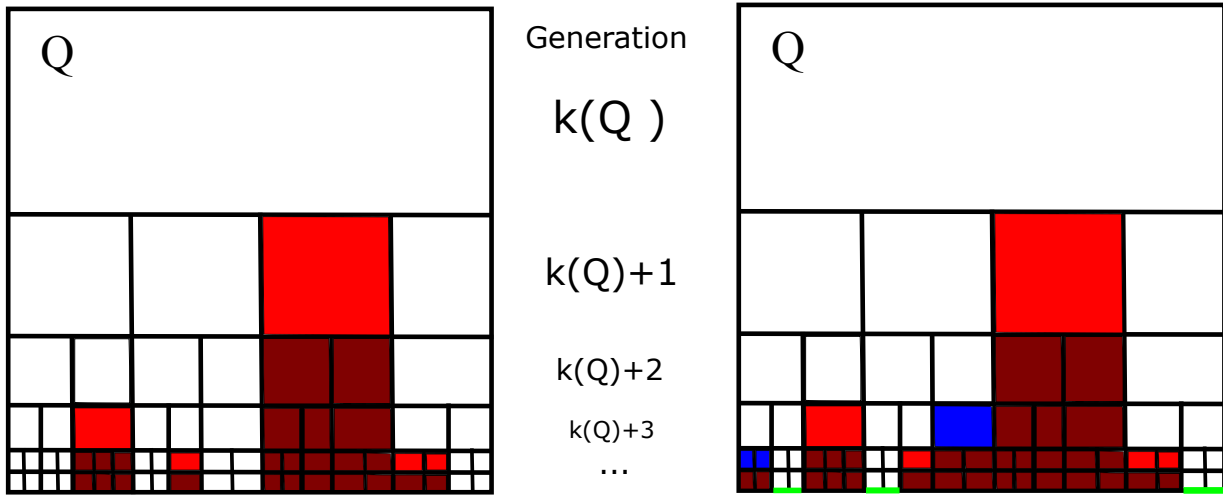 Q
Generation
Q
k(Q )
k(Q)+1
k(Q)+2
k(Q)+3
...